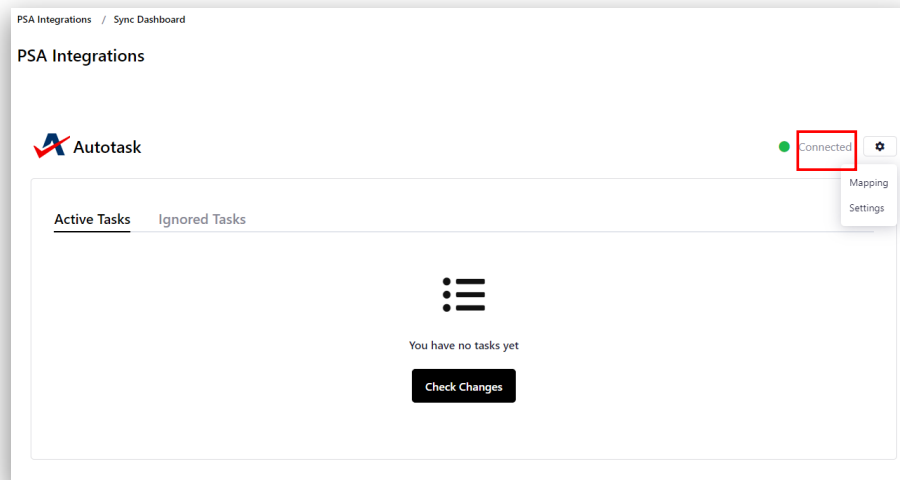 PSA Integrations / Sync Dashboard
PSA Integrations
Autotask
Connected
Mapping
Settings
Active Tasks Ignored Tasks
You have no tasks yet
Check Changes